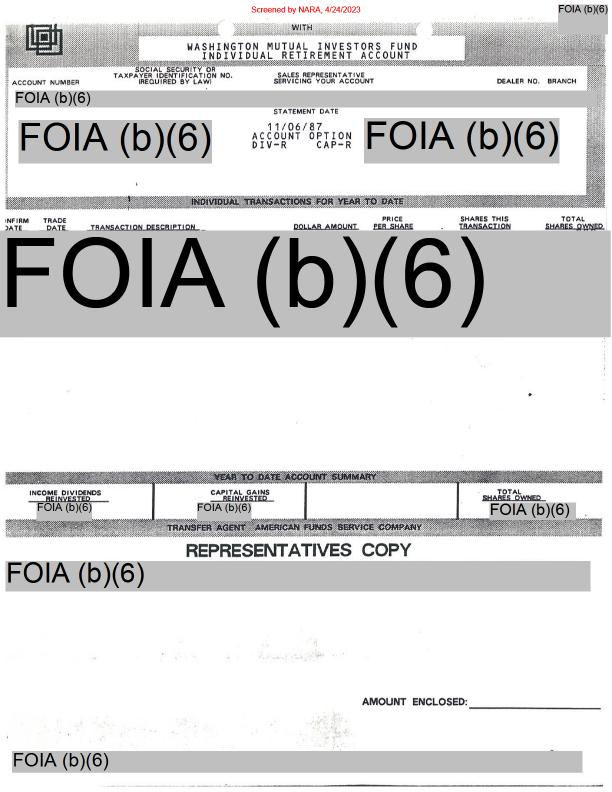 Screened by NARA, 4/24/2023
FOIA (b)(6)
WITH
WASHINGTON MUTUAL INVESTORS FUND
INDIVIDUAL RETIREMENT ACCOUNT
ACCOUNT NUMBER
SOCIAL SECURITY OR
TAXPAYER IDENTIFICATION NO.
(REQUIRED BY LAW)
SALES REPRESENTATIVE
SERVICING YOUR ACCOUNT
DEALER NO. BRANCH
FOIA (b)(6)
STATEMENT DATE
FOIA (b)(6)
11/06/87
ACCOUNT OPTION
DIV-R CAP-R
FOIA (b)(6)
INDIVIDUAL TRANSACTIONS FOR YEAR TO DATE
NFIRM
DATE
TRADE
DATE
TRANSACTION DESCRIPTION
DOLLAR AMOUNT
PRICE
PER SHARE
SHARES THIS
TRANSACTION
TOTAL
SHARES OWNED
FOIA (b)(6)
YEAR TO DATE ACCOUNT SUMMARY
INCOME DIVIDENDS
REINVESTED
FOIA (b)(6)
CAPITAL GAINS
REINVESTED
FOIA (b)(6)
TOTAL
SHARES OWNED
FOIA (b)(6)
TRANSFER AGENT AMERICAN FUNDS SERVICE COMPANY
REPRESENTATIVES COPY
FOIA (b)(6)
AMOUNT ENCLOSED:
FOIA (b)(6)